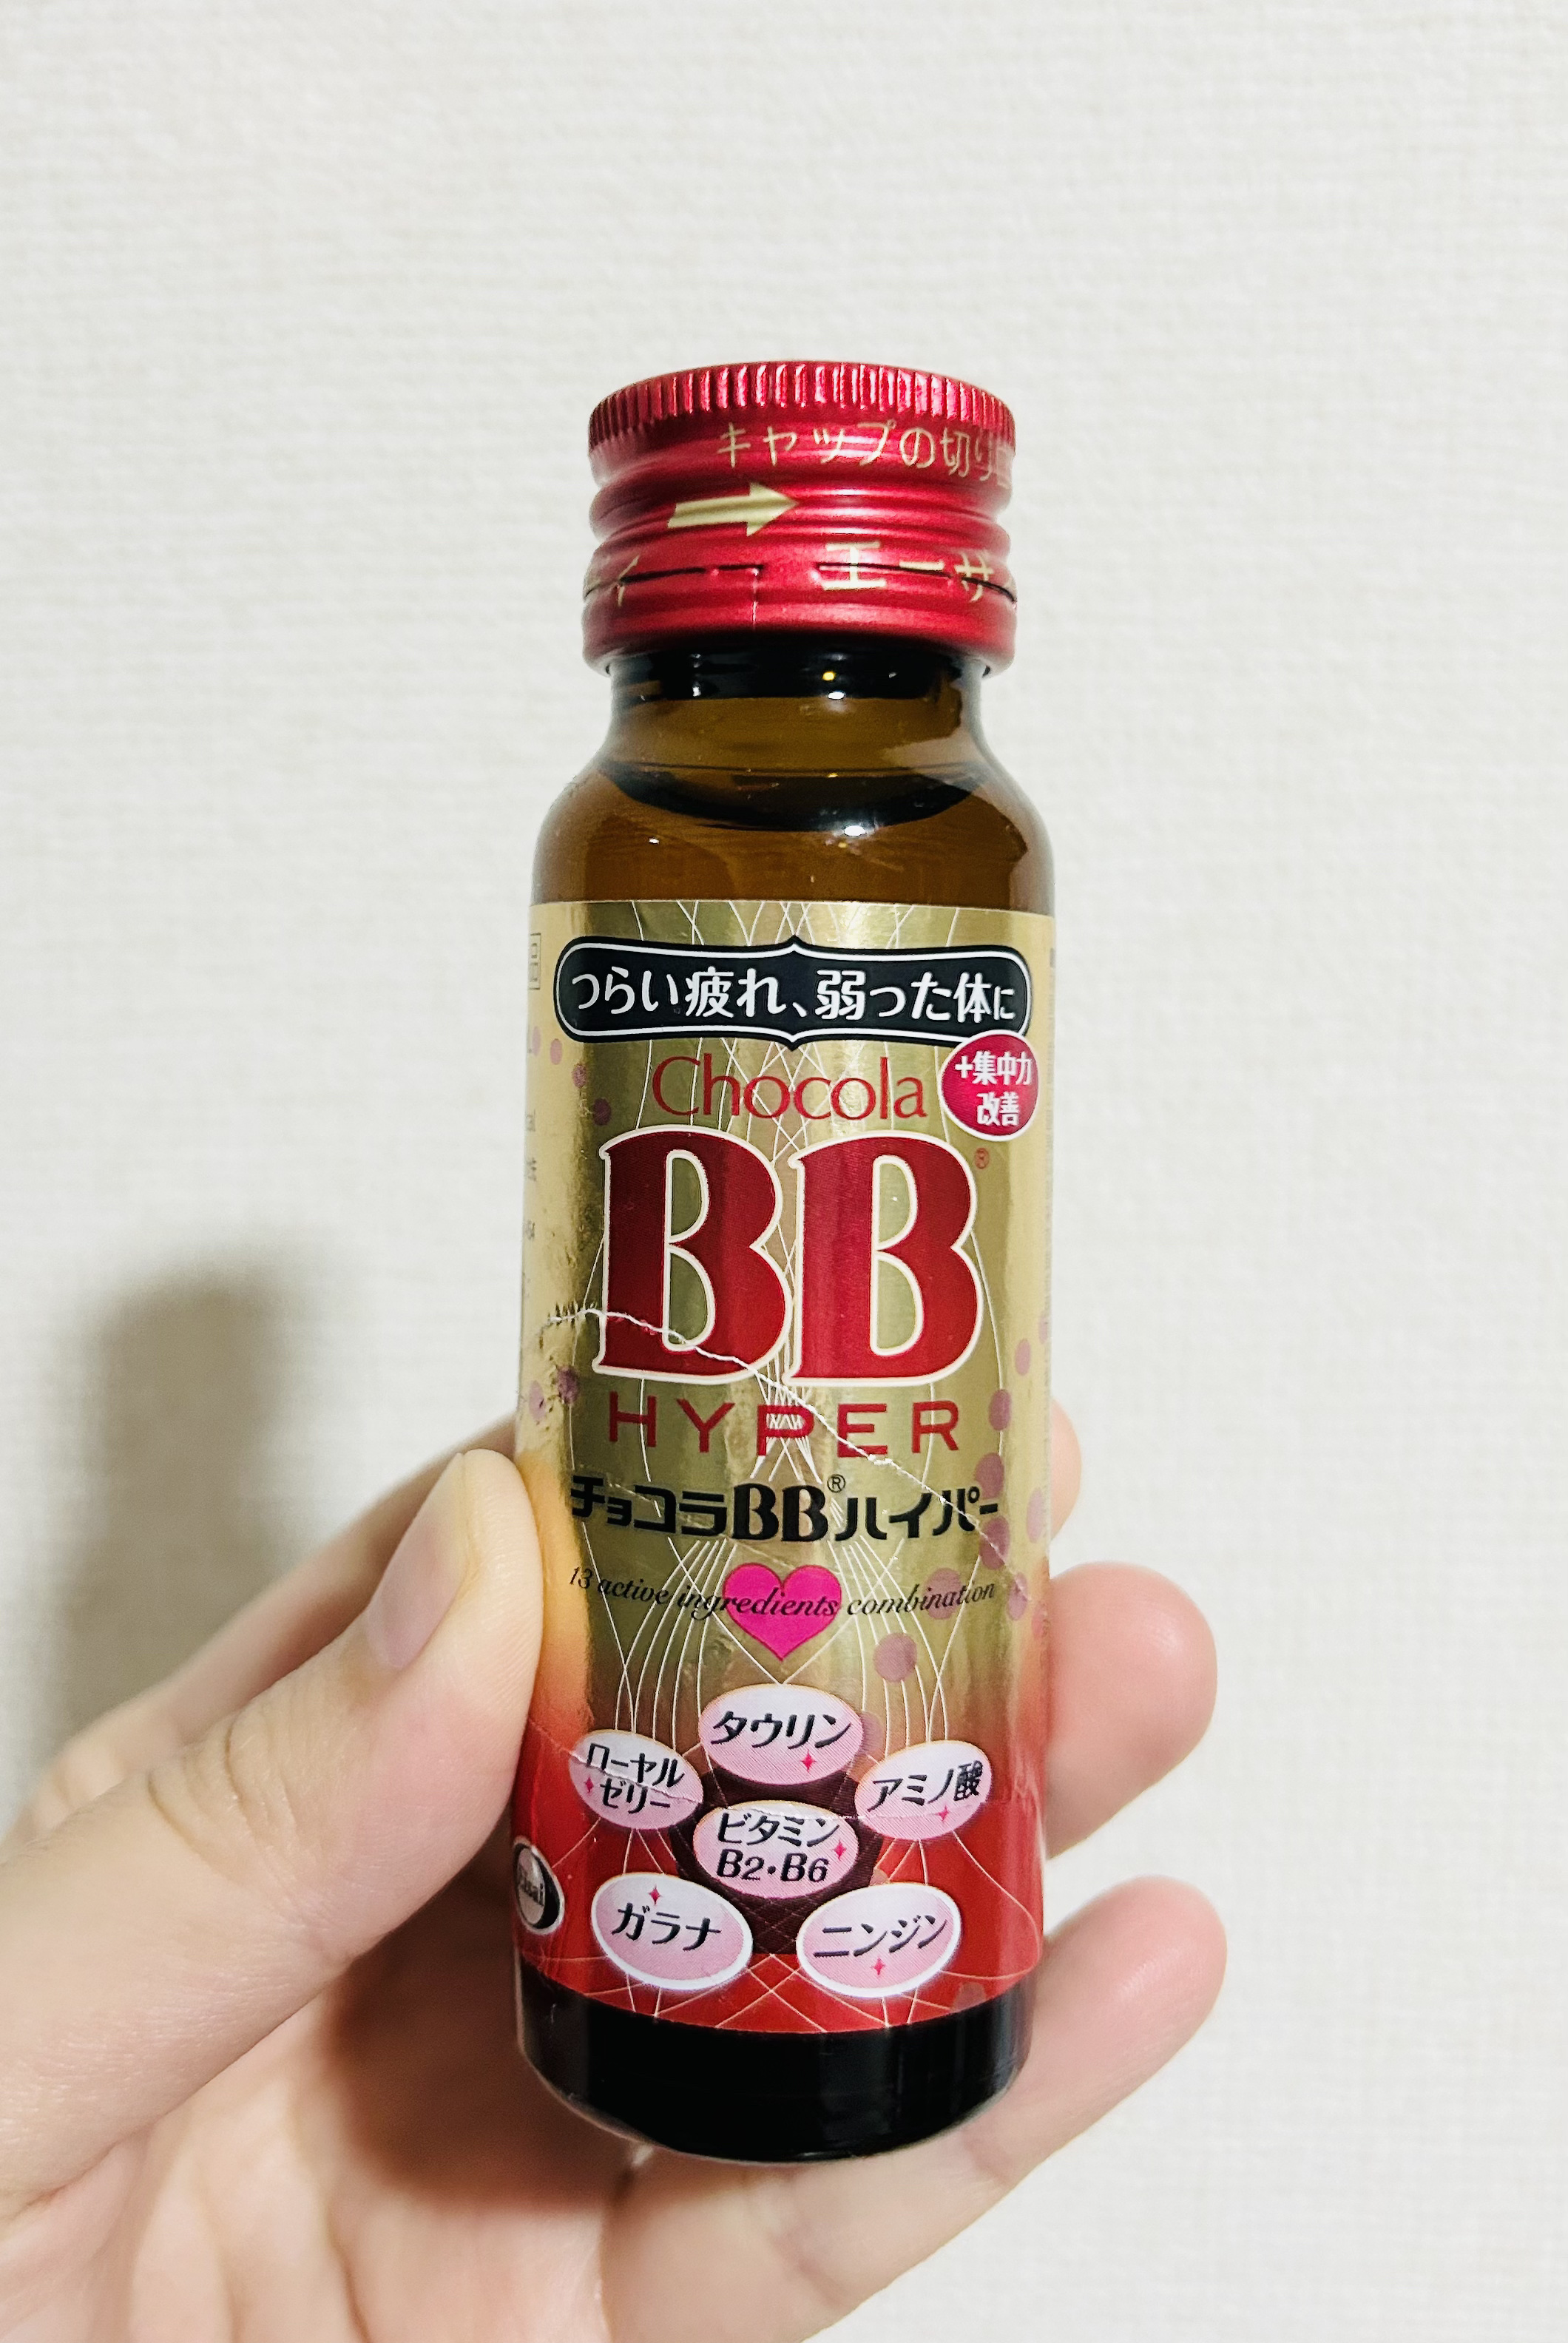 キャップの切り
エーザ
つらい疲れ、弱った体に
Chocola
+集中力
改善
BB®
HYPER
チョコラBB®ハイパー
13 active ingredients combination
タウリン
ローヤル
ゼリー
アミノ酸
ビタミン
B2・B6
ガラナ
ニンジン